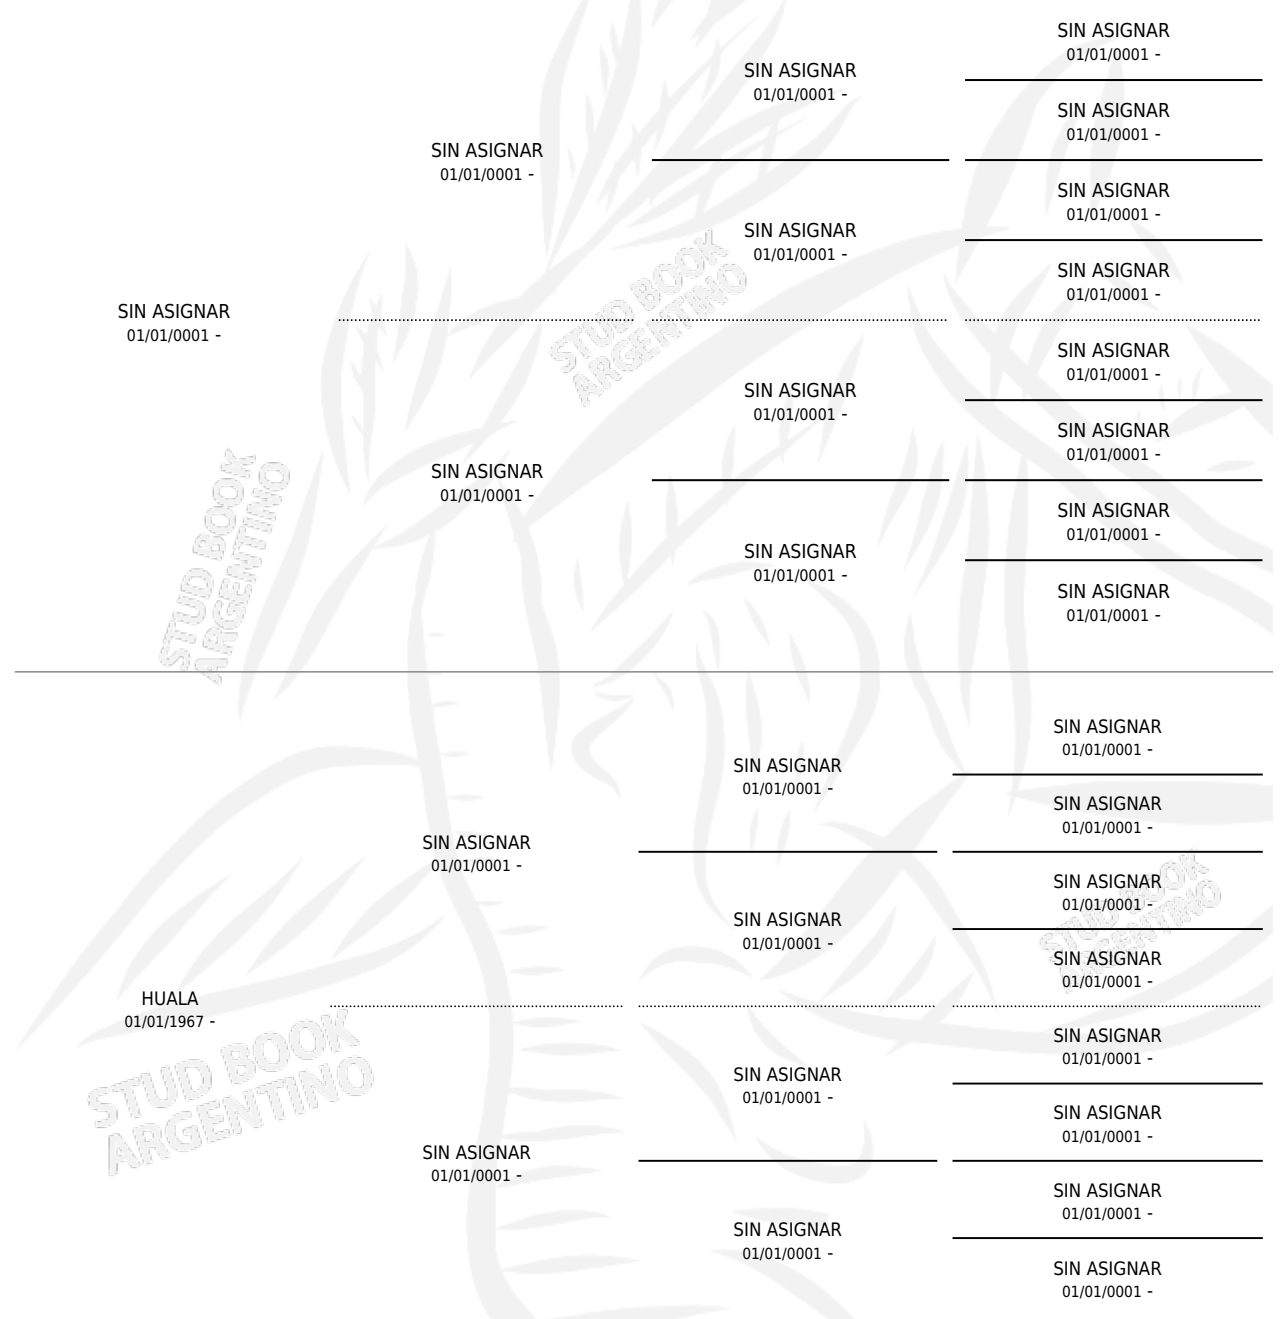 SIN ASIGNAR
01/01/0001 -
SIN ASIGNAR
01/01/0001 -
SIN ASIGNAR
01/01/0001 -
SIN ASIGNAR
01/01/0001 -
SIN ASIGNAR
01/01/0001 -
SIN ASIGNAR
01/01/0001 -
SIN ASIGNAR
01/01/0001 -
STUD BOOK
ARGENTINO
SIN ASIGNAR
01/01/0001 -
SIN ASIGNAR
01/01/0001 -
SIN ASIGNAR
01/01/0001 -
SIN ASIGNAR
01/01/0001 -
SIN ASIGNAR
01/01/0001 -
SIN ASIGNAR
01/01/0001 -
STUD BOOK
ARGENTINO
SIN ASIGNAR
01/01/0001 -
SIN ASIGNAR
01/01/0001 -
SIN ASIGNAR
01/01/0001 -
SIN ASIGNAR
01/01/0001 -
SIN ASIGNAR
01/01/0001 -
SIN ASIGNAR
01/01/0001 -
SIN ASIGNAR
01/01/0001 -
SIN ASIGNAR
01/01/0001 -
STUD BOOK
ARGENTINO
SIN ASIGNAR
01/01/0001 -
SIN ASIGNAR
01/01/0001 -
HUALA
01/01/1967 -
STUD BOOK
ARGENTINO
SIN ASIGNAR
01/01/0001 -
SIN ASIGNAR
01/01/0001 -
SIN ASIGNAR
01/01/0001 -
SIN ASIGNAR
01/01/0001 -
SIN ASIGNAR
01/01/0001 -
SIN ASIGNAR
01/01/0001 -
SIN ASIGNAR
01/01/0001 -